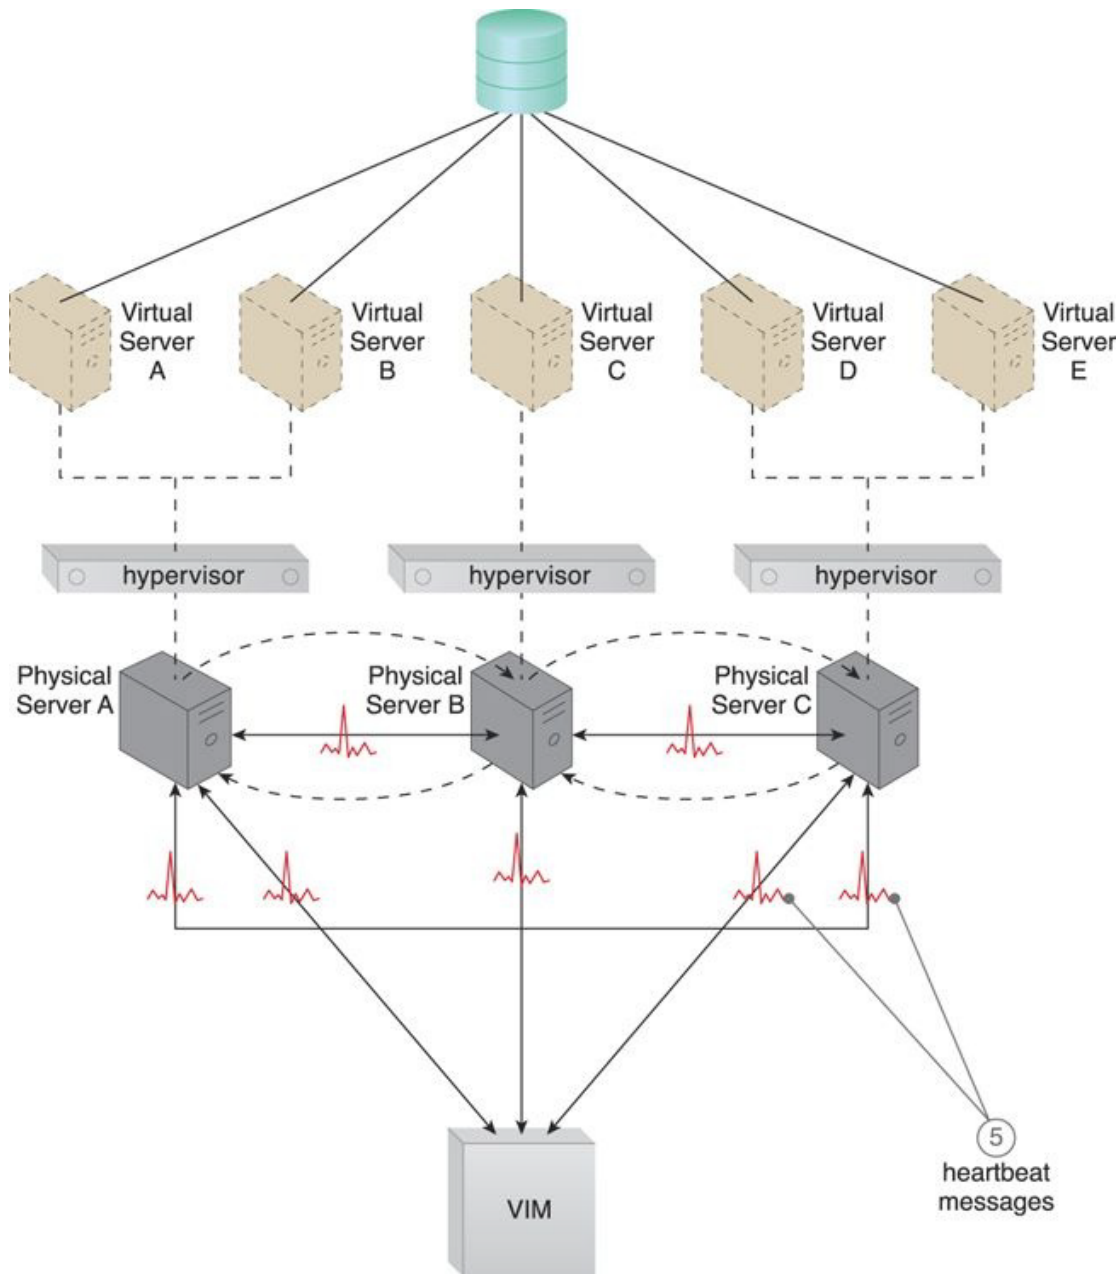 Virtual
Server
A
Virtual
Server
B
Virtual
Server
C
Virtual
Server
D
Virtual
Server
E
hypervisor
hypervisor
hypervisor
Physical
Server A
Physical
Server B
Physical
Server C
5
heartbeat
messages
VIM